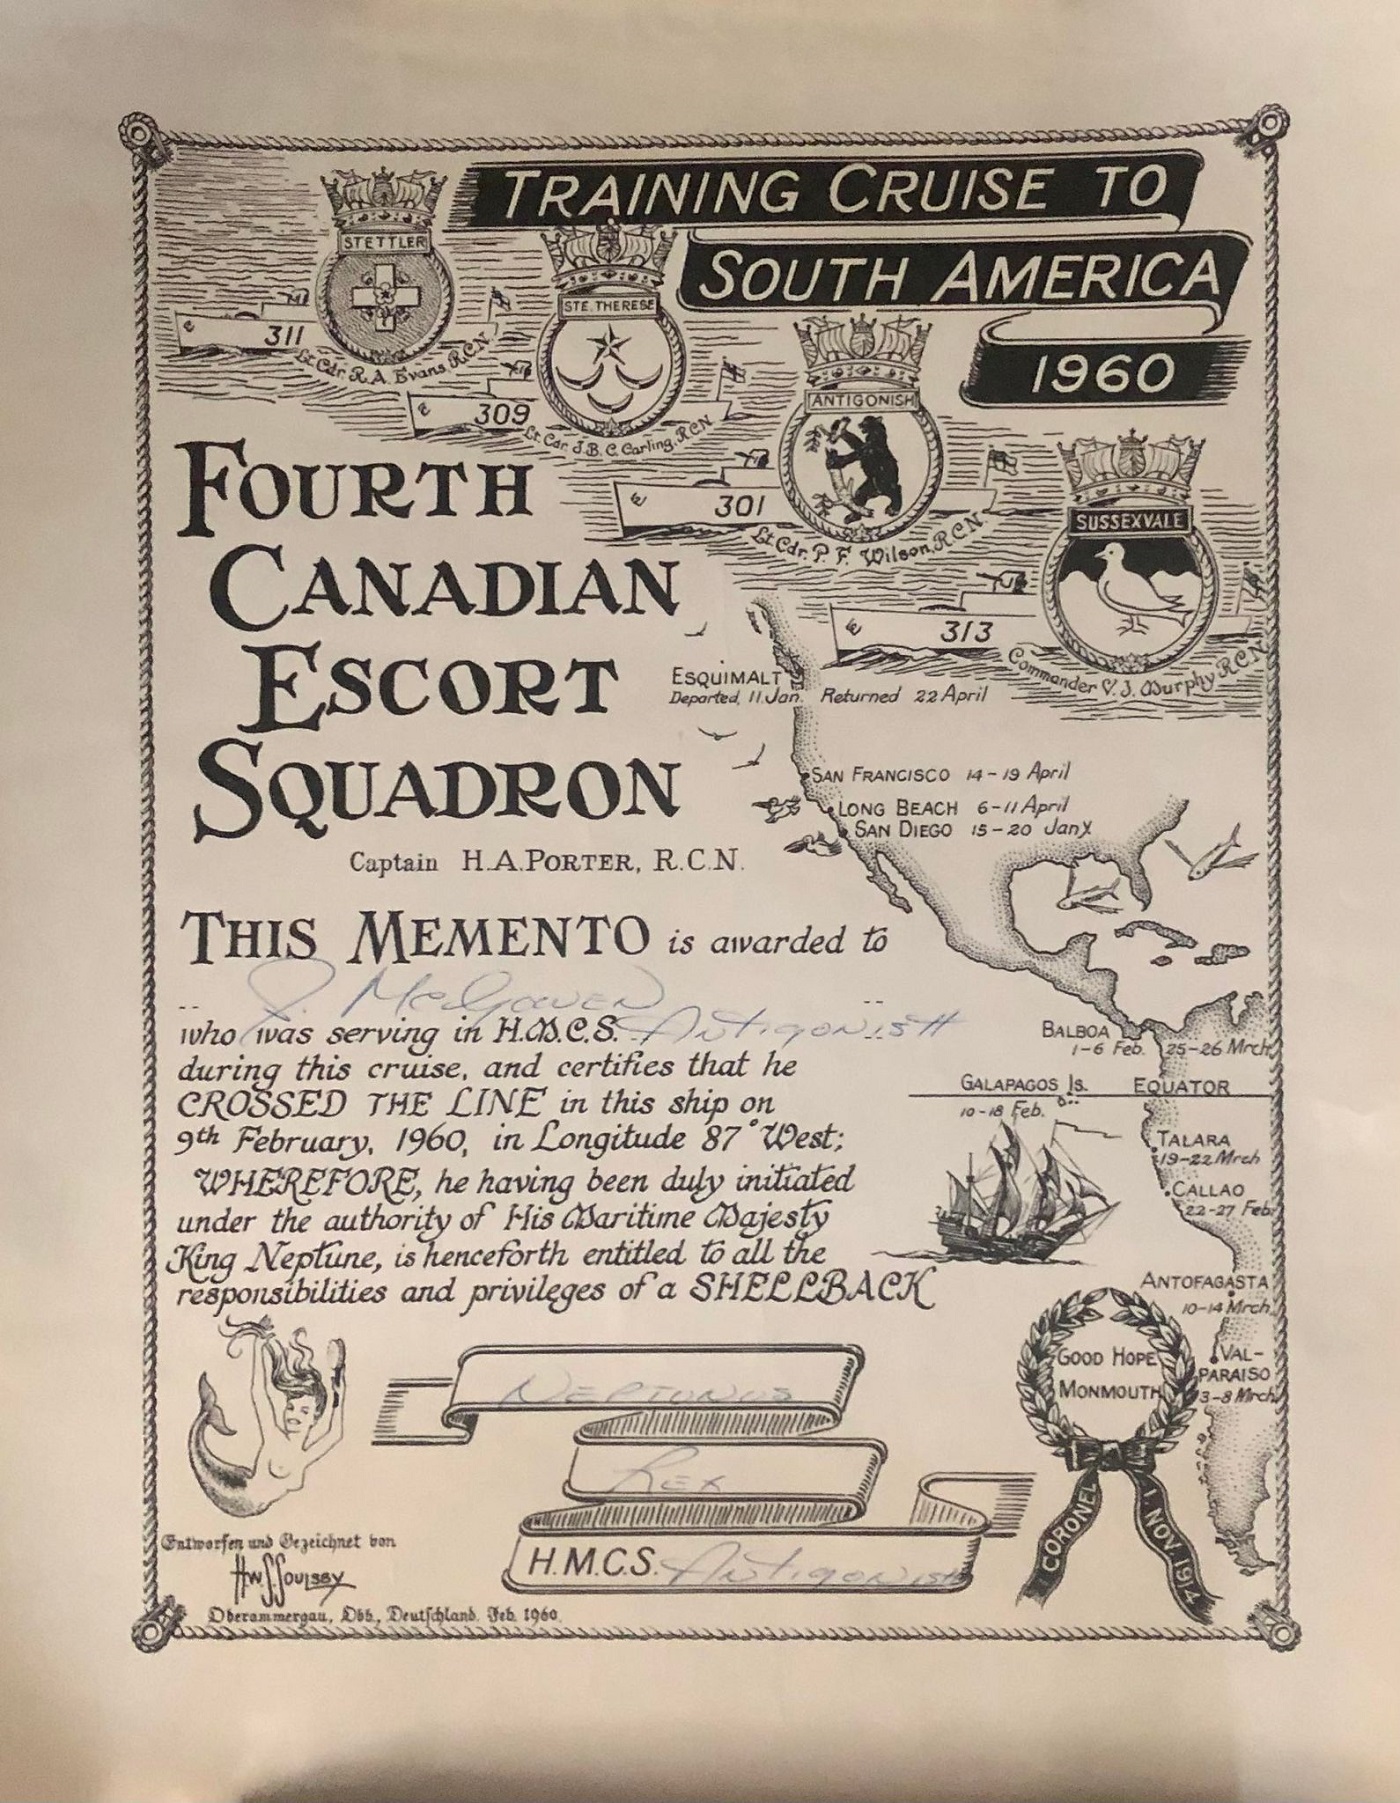 TRAINING CRUISE TO
SOUTH AMERICA
1960
STETTLER
311
Lt. Cdr. R. A. Evans, R.C.N.
STE. THERESE
309
Lt. Cdr. J. B. C. Carling, R.C.N.
ANTIGONISH
301
Lt. Cdr. P. F. Wilson, R.C.N.
SUSSEXVALE
313
Commander V. J. Murphy R.C.N.
FOURTH
CANADIAN
ESCORT
SQUADRON
Captain H.A. PORTER, R.C.N.
ESQUIMALT
Departed, 11 Jan. Returned 22 April
SAN FRANCISCO 14-19 April
LONG BEACH 6-11 April
SAN DIEGO 15-20 Jany
BALBOA
1-6 Feb. 25-26 Mrch.
GALAPAGOS Is. EQUATOR
10-18 Feb.
TALARA
19-22 Mrch
CALLAO
22-27 Feb.
ANTOFAGASTA
10-14 Mrch.
VAL-
PARAISO
3-8 Mrch.
THIS MEMENTO is awarded to
J. McGowen
who was serving in H.M.C.S. Antigonish
during this cruise, and certifies that he
CROSSED THE LINE in this ship on
9th February, 1960, in Longitude 87° West;
WHEREFORE, he having been duly initiated
under the authority of His Maritime Majesty
King Neptune, is henceforth entitled to all the
responsibilities and privileges of a SHELLBACK
NEPTUNUS
REX
H.M.C.S. Antigonish
GOOD HOPE
MONMOUTH
CORONEL
1. NOV. 1914
Entworfen und Gezeichnet von
Oberammergau, Obb., Deutschland. Feb. 1960.